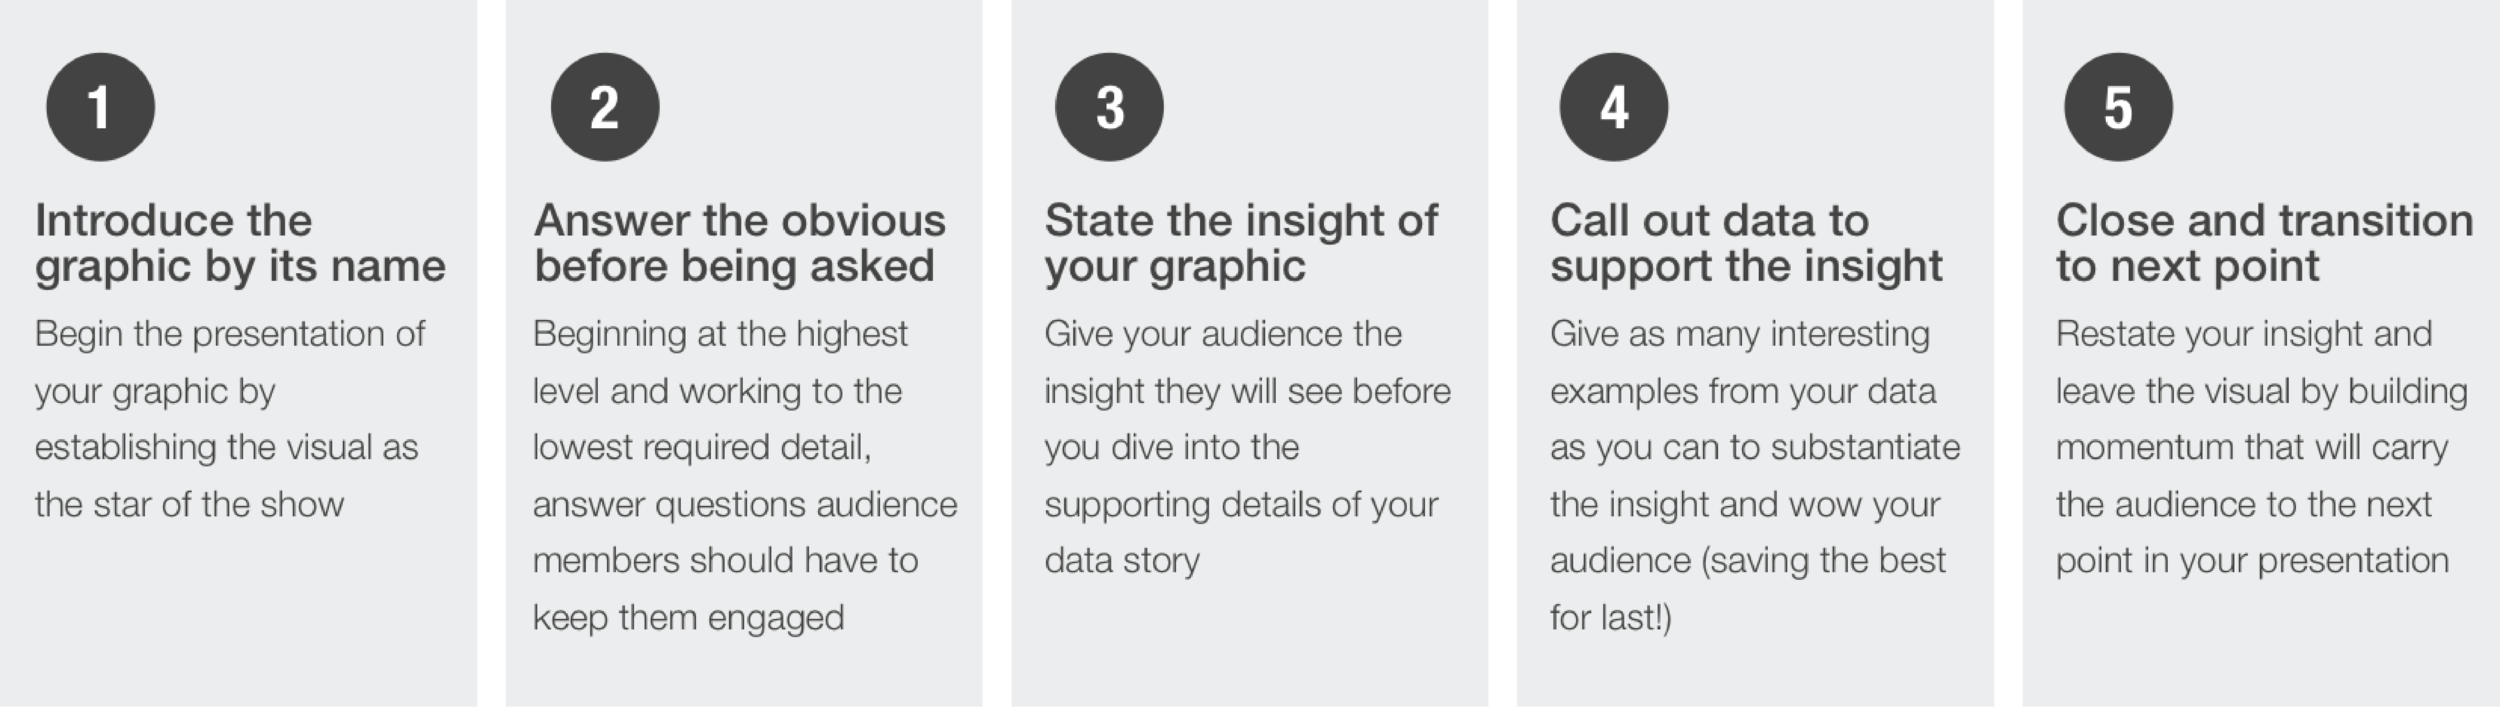 1
Introduce the
graphic by its name
Begin the presentation of
your graphic by
establishing the visual as
the star of the show
2
Answer the obvious
before being asked
Beginning at the highest
level and working to the
lowest required detail,
answer questions audience
members should have to
keep them engaged
3
State the insight of
your graphic
Give your audience the
insight they will see before
you dive into the
supporting details of your
data story
4
Call out data to
support the insight
Give as many interesting
examples from your data
as you can to substantiate
the insight and wow your
audience (saving the best
for last!)
5
Close and transition
to next point
Restate your insight and
leave the visual by building
momentum that will carry
the audience to the next
point in your presentation